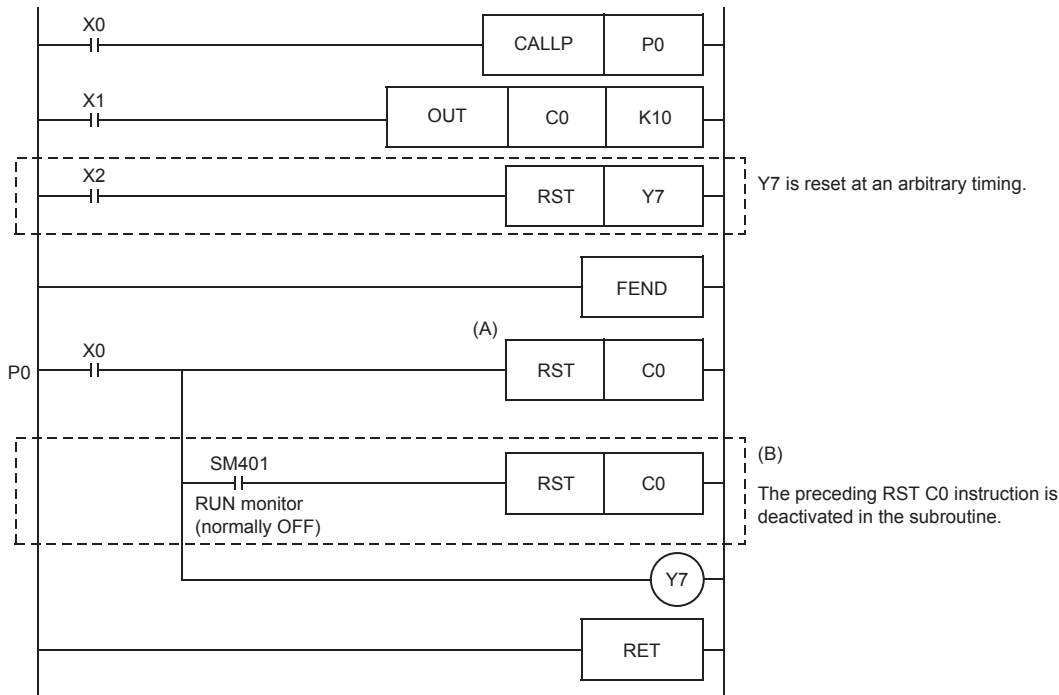 X0
CALLP P0
X1
OUT C0 K10
X2
RST Y7
Y7 is reset at an arbitrary timing.
FEND
(A)
X0
P0
RST C0
(B)
SM401
RST C0
The preceding RST C0 instruction is
deactivated in the subroutine.
RUN monitor
(normally OFF)
Y7
RET